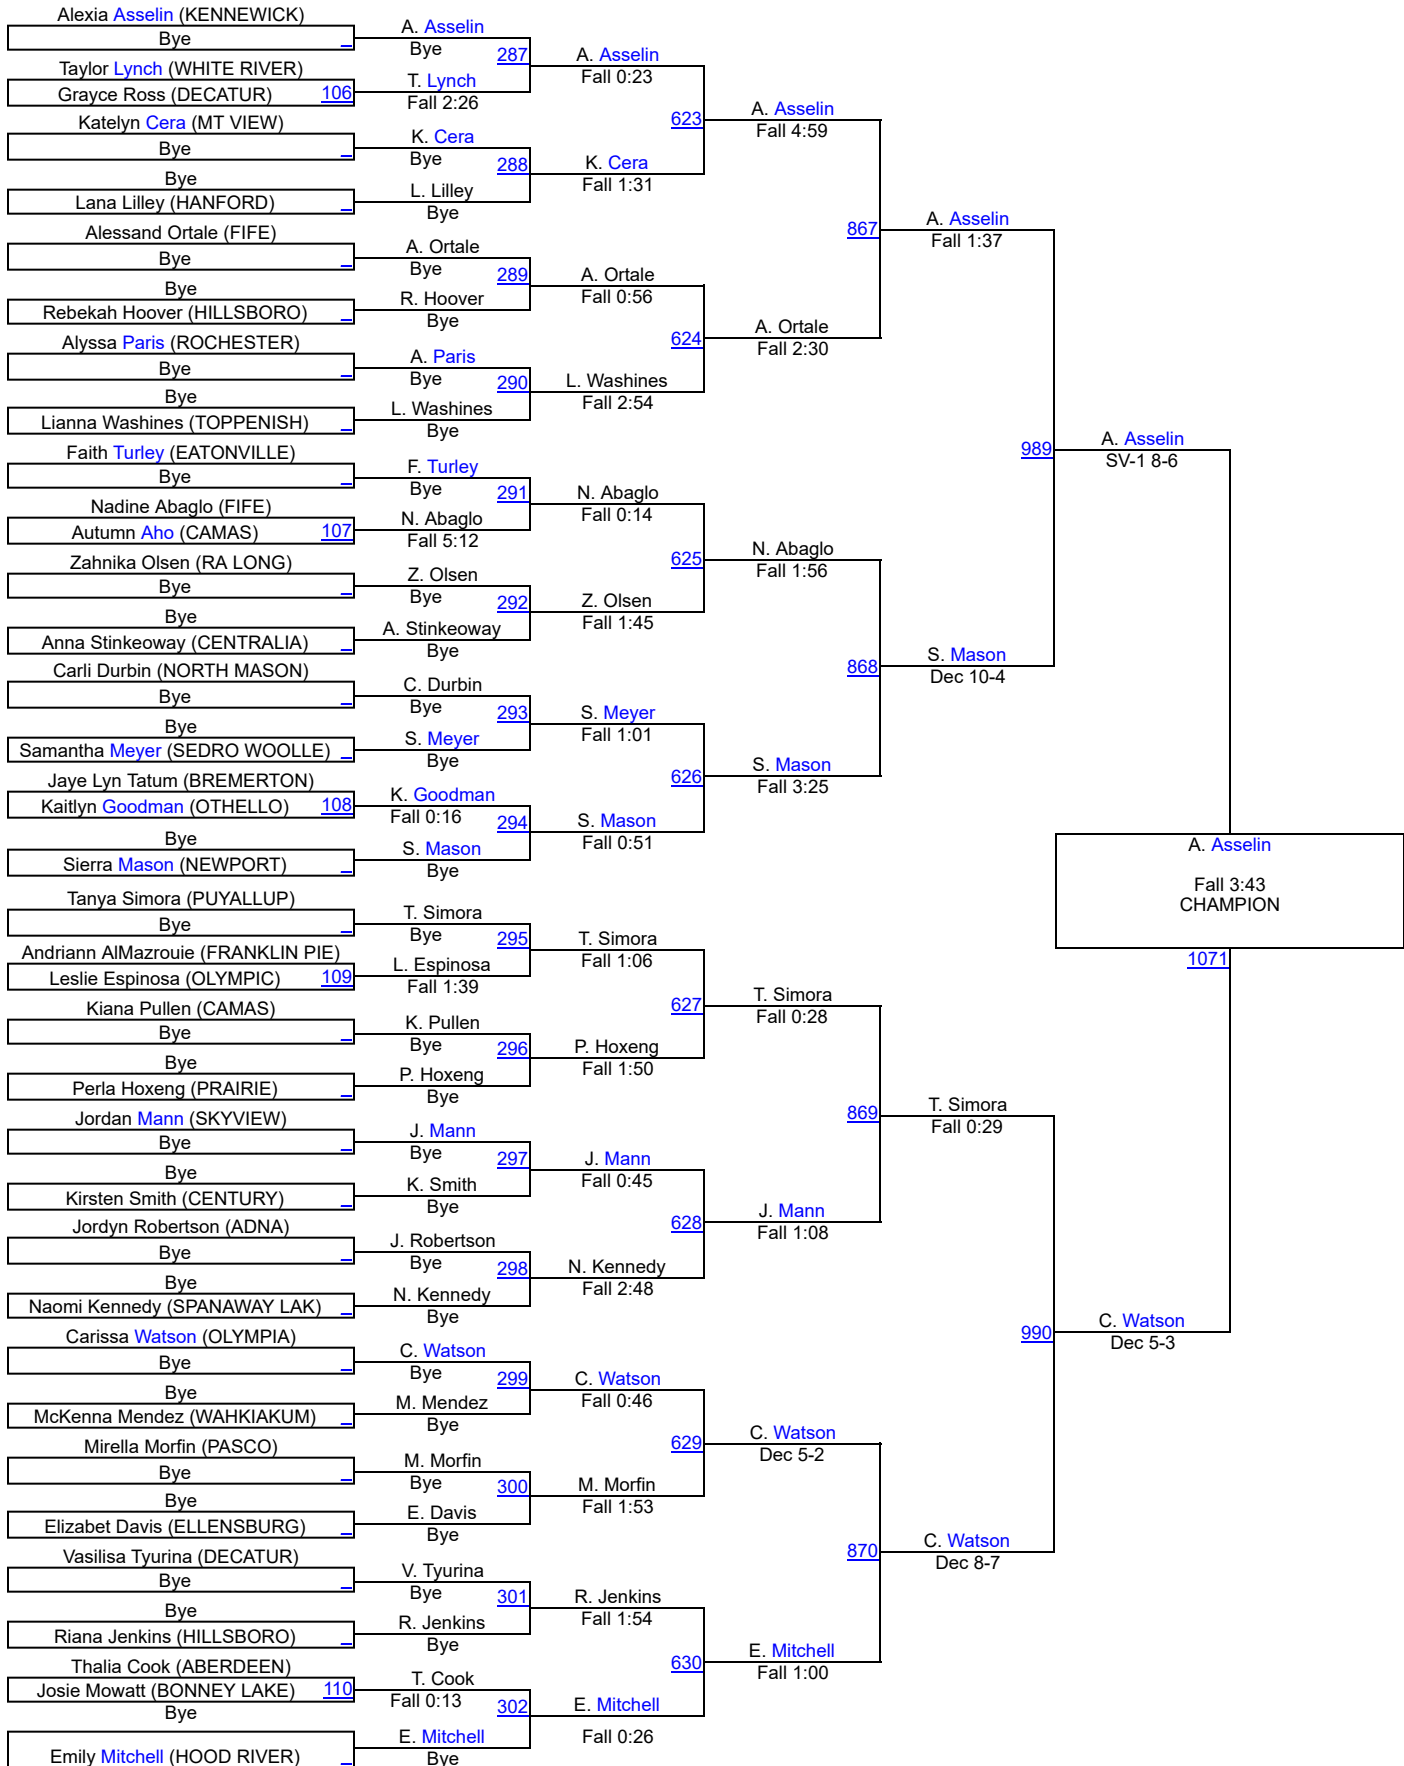 Alexia Asselin (KENNEWICK)
Bye
Taylor Lynch (WHITE RIVER)
Grayce Ross (DECATUR) 106
Katelyn Cera (MT VIEW)
Bye
Bye
Lana Lilley (HANFORD)
Alessand Ortale (FIFE)
Bye
Bye
Rebekah Hoover (HILLSBORO)
Alyssa Paris (ROCHESTER)
Bye
Bye
Lianna Washines (TOPPENISH)
Faith Turley (EATONVILLE)
Bye
Nadine Abaglo (FIFE)
Autumn Aho (CAMAS) 107
Zahnika Olsen (RA LONG)
Bye
Bye
Anna Stinkeoway (CENTRALIA)
Carli Durbin (NORTH MASON)
Bye
Bye
Samantha Meyer (SEDRO WOOLLE)
Jaye Lyn Tatum (BREMERTON)
Kaitlyn Goodman (OTHELLO) 108
Bye
Sierra Mason (NEWPORT)
Tanya Simora (PUYALLUP)
Bye
Andriann AlMazrouie (FRANKLIN PIE)
Leslie Espinosa (OLYMPIC) 109
Kiana Pullen (CAMAS)
Bye
Bye
Perla Hoxeng (PRAIRIE)
Jordan Mann (SKYVIEW)
Bye
Bye
Kirsten Smith (CENTURY)
Jordyn Robertson (ADNA)
Bye
Bye
Naomi Kennedy (SPANAWAY LAK)
Carissa Watson (OLYMPIA)
Bye
Bye
McKenna Mendez (WAHKIAKUM)
Mirella Morfin (PASCO)
Bye
Bye
Elizabet Davis (ELLENSBURG)
Vasilisa Tyurina (DECATUR)
Bye
Bye
Riana Jenkins (HILLSBORO)
Thalia Cook (ABERDEEN)
Josie Mowatt (BONNEY LAKE) 110
Bye
Emily Mitchell (HOOD RIVER)
A. Asselin
Bye
287
T. Lynch
Fall 2:26
K. Cera
Bye
288
L. Lilley
Bye
A. Ortale
Bye
289
R. Hoover
Bye
A. Paris
Bye
290
L. Washines
Bye
F. Turley
Bye
291
N. Abaglo
Fall 5:12
Z. Olsen
Bye
292
A. Stinkeoway
Bye
C. Durbin
Bye
293
S. Meyer
Bye
K. Goodman
Fall 0:16
294
S. Mason
Bye
T. Simora
Bye
295
L. Espinosa
Fall 1:39
K. Pullen
Bye
296
P. Hoxeng
Bye
J. Mann
Bye
297
K. Smith
Bye
J. Robertson
Bye
298
N. Kennedy
Bye
C. Watson
Bye
299
M. Mendez
Bye
M. Morfin
Bye
300
E. Davis
Bye
V. Tyurina
Bye
301
R. Jenkins
Bye
T. Cook
Fall 0:13
302
E. Mitchell
Bye
A. Asselin
Fall 0:23
623
K. Cera
Fall 1:31
A. Ortale
Fall 0:56
624
L. Washines
Fall 2:54
N. Abaglo
Fall 0:14
625
Z. Olsen
Fall 1:45
S. Meyer
Fall 1:01
626
S. Mason
Fall 0:51
T. Simora
Fall 1:06
627
P. Hoxeng
Fall 1:50
J. Mann
Fall 0:45
628
N. Kennedy
Fall 2:48
C. Watson
Fall 0:46
629
M. Morfin
Fall 1:53
R. Jenkins
Fall 1:54
630
E. Mitchell
Fall 0:26
A. Asselin
Fall 4:59
867
A. Ortale
Fall 2:30
N. Abaglo
Fall 1:56
868
S. Mason
Fall 3:25
T. Simora
Fall 0:28
869
J. Mann
Fall 1:08
C. Watson
Dec 5-2
870
E. Mitchell
Fall 1:00
A. Asselin
Fall 1:37
989
S. Mason
Dec 10-4
T. Simora
Fall 0:29
990
C. Watson
Dec 8-7
A. Asselin
SV-1 8-6
C. Watson
Dec 5-3
A. Asselin
Fall 3:43
CHAMPION
1071